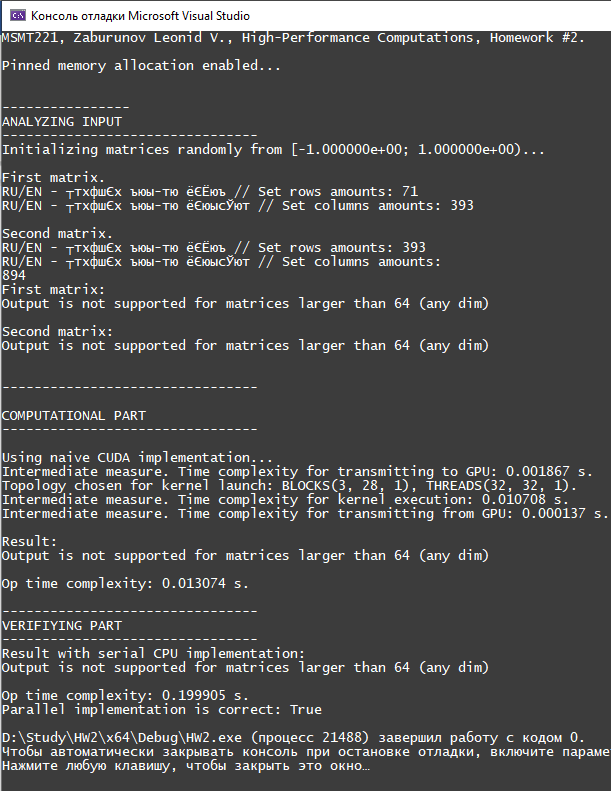 Консоль отладки Microsoft Visual Studio
MSMT221, Zaburunov Leonid V., High-Performance Computations, Homework #2.
Pinned memory allocation enabled...
----------------
ANALYZING INPUT
--------------------------------
Initializing matrices randomly from [-1.000000e+00; 1.000000e+00)...
First matrix.
RU/EN - ┬тхфшЄх ъюы-тю ёЄЁюъ // Set rows amounts: 71
RU/EN - ┬тхфшЄх ъюы-тю ёЄюысЎют // Set columns amounts: 393
Second matrix.
RU/EN - ┬тхфшЄх ъюы-тю ёЄЁюъ // Set rows amounts: 393
RU/EN - ┬тхфшЄх ъюы-тю ёЄюысЎют // Set columns amounts:
894
First matrix:
Output is not supported for matrices larger than 64 (any dim)
Second matrix:
Output is not supported for matrices larger than 64 (any dim)
--------------------------------
COMPUTATIONAL PART
--------------------------------
Using naive CUDA implementation...
Intermediate measure. Time complexity for transmitting to GPU: 0.001867 s.
Topology chosen for kernel launch: BLOCKS(3, 28, 1), THREADS(32, 32, 1).
Intermediate measure. Time complexity for kernel execution: 0.010708 s.
Intermediate measure. Time complexity for transmitting from GPU: 0.000137 s.
Result:
Output is not supported for matrices larger than 64 (any dim)
Op time complexity: 0.013074 s.
--------------------------------
VERIFIYING PART
--------------------------------
Result with serial CPU implementation:
Output is not supported for matrices larger than 64 (any dim)
Op time complexity: 0.199905 s.
Parallel implementation is correct: True
D:\Study\HW2\x64\Debug\HW2.exe (процесс 21488) завершил работу с кодом 0.
Чтобы автоматически закрывать консоль при остановке отладки, включите параме
Нажмите любую клавишу, чтобы закрыть это окно…